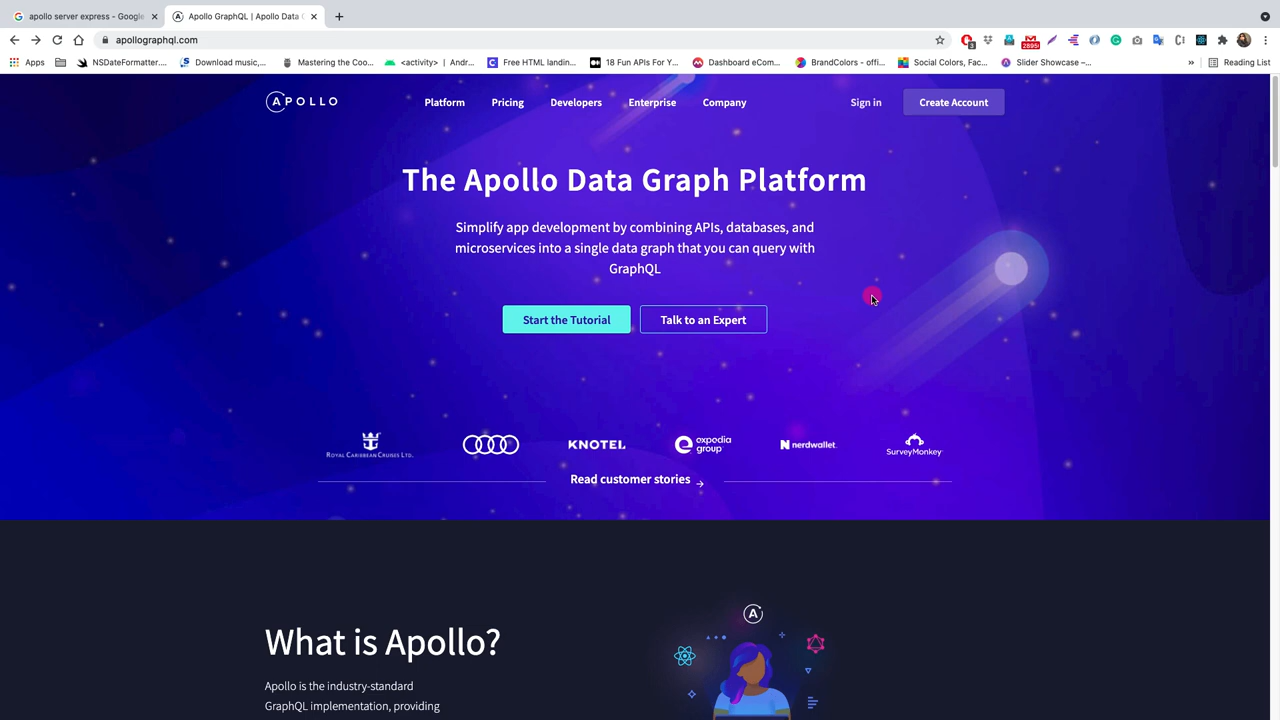 apollo server express - Google
Apollo GraphQL | Apollo Data G
apollographql.com
3
2895
Apps
NSDateFormatter....
Download music,...
Mastering the Coo...
<activity> | Andr...
Free HTML landin...
18 Fun APIs For Y...
Dashboard eCom...
BrandColors - offi...
Social Colors, Fac...
Slider Showcase –...
»
Reading List
APOLLO
Platform
Pricing
Developers
Enterprise
Company
Sign in
Create Account
The Apollo Data Graph Platform
Simplify app development by combining APIs, databases, and
microservices into a single data graph that you can query with
GraphQL
Start the Tutorial
Talk to an Expert
ROYAL CARIBBEAN CRUISES LTD.
KNOTEL
expedia group
nerdwallet
SurveyMonkey
Read customer stories →
What is Apollo?
Apollo is the industry-standard
GraphQL implementation, providing